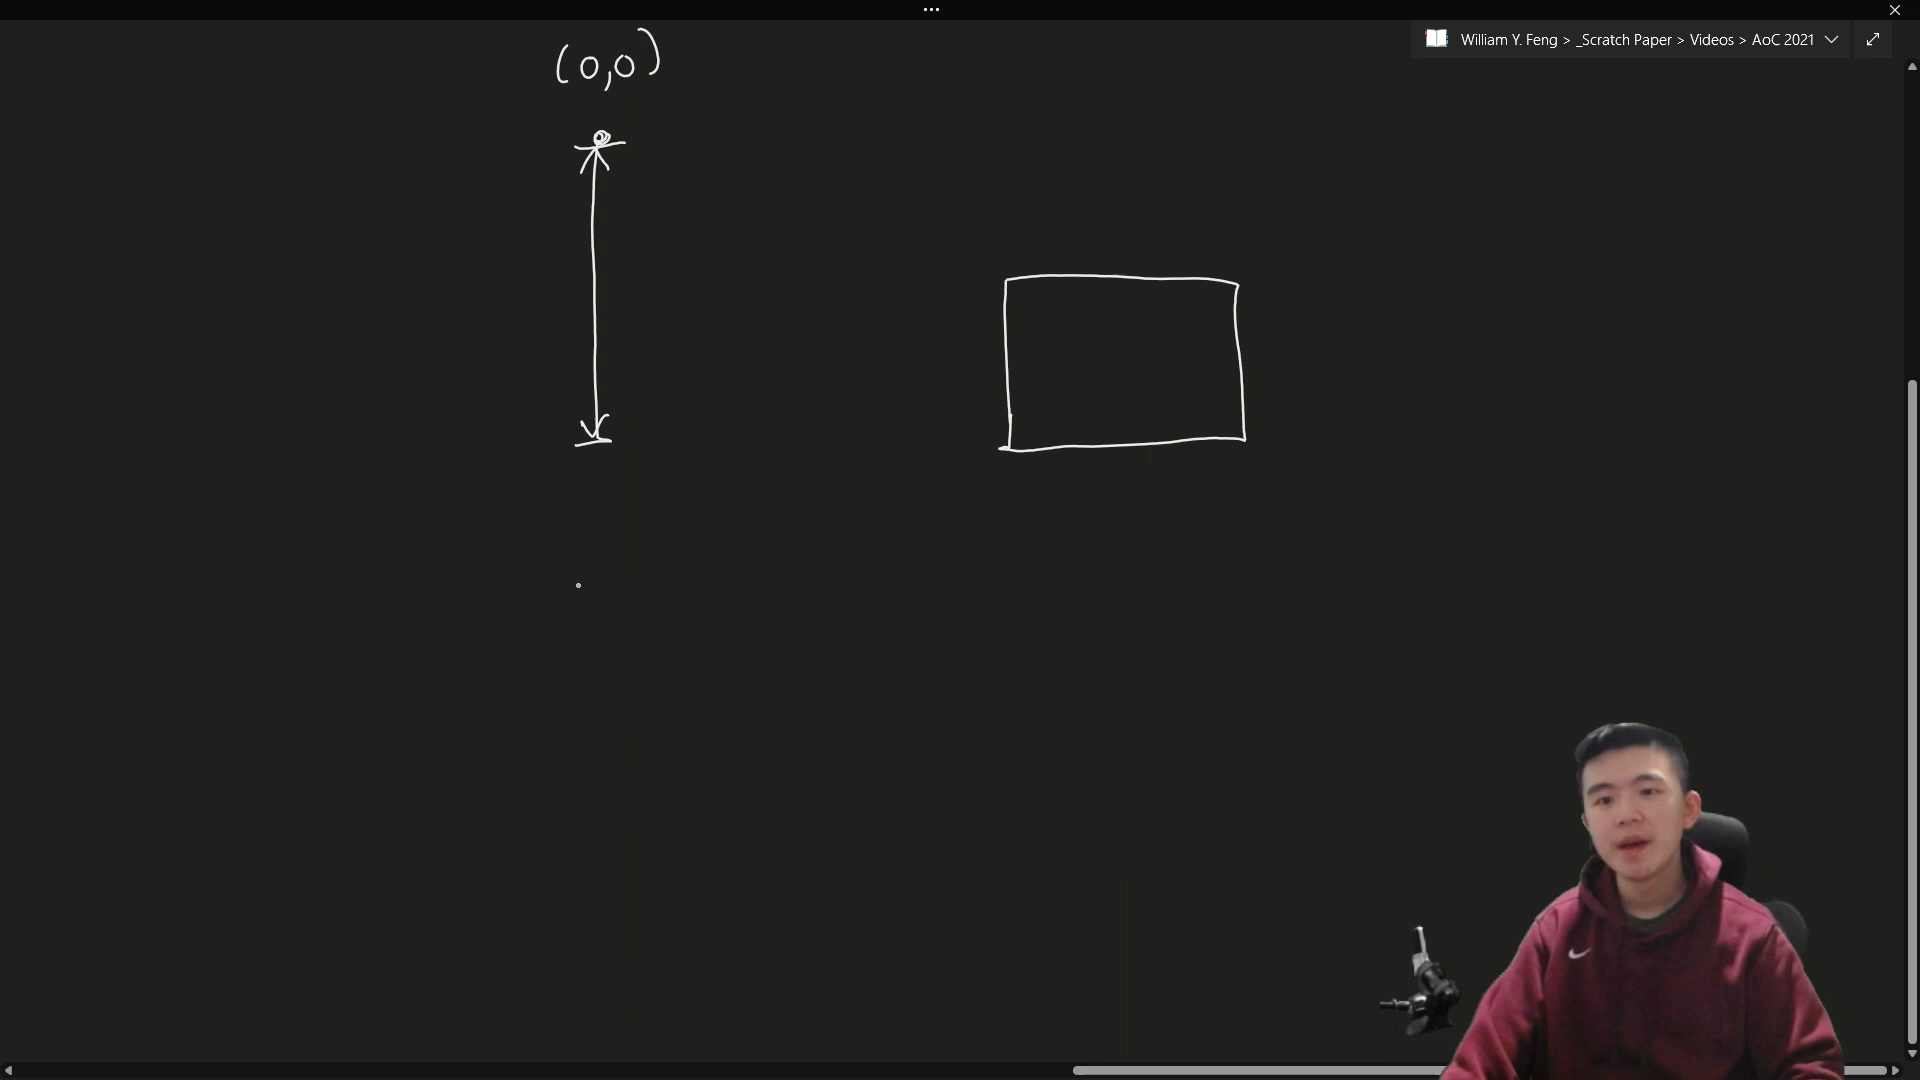 William Y. Feng > _Scratch Paper > Videos > AoC 2021
(0,0)